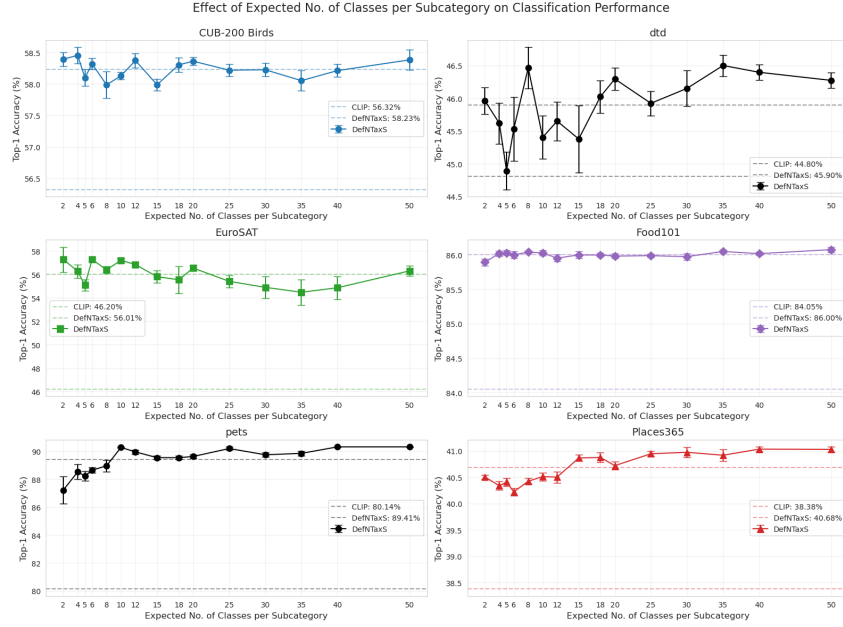 Effect of Expected No. of Classes per Subcategory on Classification Performance
CUB-200 Birds
Top-1 Accuracy (%)
58.5
58.0
57.5
57.0
56.5
CLIP: 56.32%
DefNTaxS: 58.23%
DefNTaxS
2 4 5 6 8 10 12 15 18 20 25 30 35 40 50
Expected No. of Classes per Subcategory
dtd
Top-1 Accuracy (%)
46.5
46.0
45.5
45.0
44.5
CLIP: 44.80%
DefNTaxS: 45.90%
DefNTaxS
2 4 5 6 8 10 12 15 18 20 25 30 35 40 50
Expected No. of Classes per Subcategory
EuroSAT
Top-1 Accuracy (%)
58
56
54
52
50
48
46
CLIP: 46.20%
DefNTaxS: 56.01%
DefNTaxS
2 4 5 6 8 10 12 15 18 20 25 30 35 40 50
Expected No. of Classes per Subcategory
Food101
Top-1 Accuracy (%)
86.0
85.5
85.0
84.5
84.0
CLIP: 84.05%
DefNTaxS: 86.00%
DefNTaxS
2 4 5 6 8 10 12 15 18 20 25 30 35 40 50
Expected No. of Classes per Subcategory
pets
Top-1 Accuracy (%)
90
88
86
84
82
80
CLIP: 80.14%
DefNTaxS: 89.41%
DefNTaxS
2 4 5 6 8 10 12 15 18 20 25 30 35 40 50
Expected No. of Classes per Subcategory
Places365
Top-1 Accuracy (%)
41.0
40.5
40.0
39.5
39.0
38.5
CLIP: 38.38%
DefNTaxS: 40.68%
DefNTaxS
2 4 5 6 8 10 12 15 18 20 25 30 35 40 50
Expected No. of Classes per Subcategory